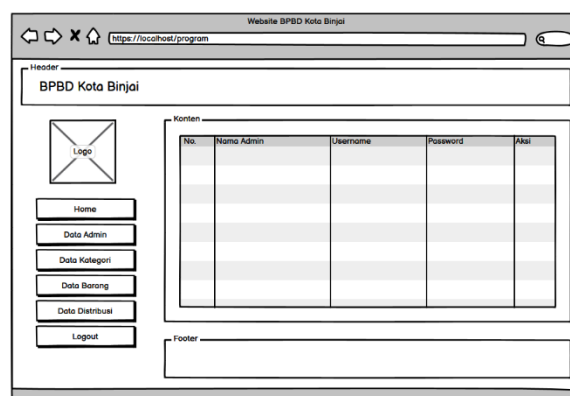 Website BPBD Kota Binjai
https://localhost/program
Header
BPBD Kota Binjai
Logo
Home
Data Admin
Data Kategori
Data Barang
Data Distribusi
Logout
Konten
No. Nama Admin Username Password Aksi
Footer